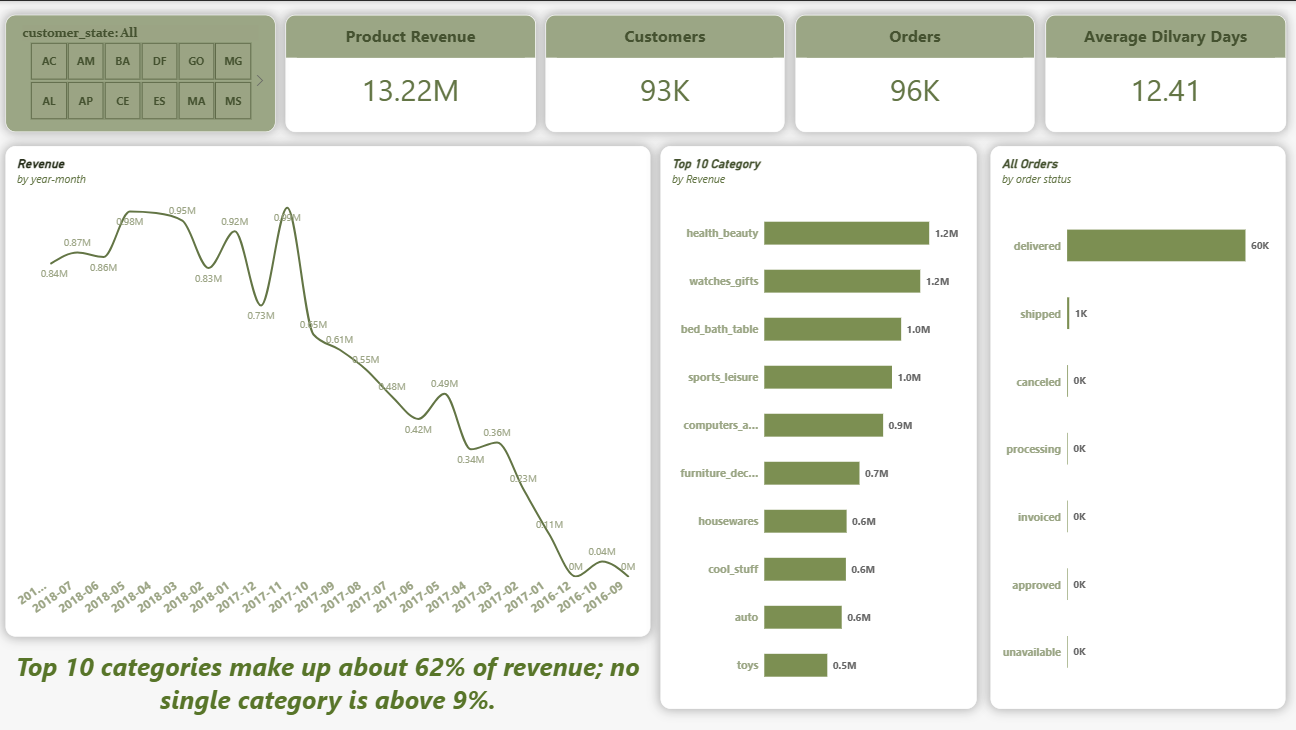 customer_state: All
AC AM BA DF GO MG
AL AP CE ES MA MS
Product Revenue
13.22M
Customers
93K
Orders
96K
Average Dilvary Days
12.41
Revenue
by year-month
0.84M
0.87M
0.86M
0.98M
0.95M
0.83M
0.92M
0.73M
0.99M
0.65M
0.61M
0.55M
0.48M
0.42M
0.49M
0.34M
0.36M
0.23M
0.11M
0M
0.04M
0M
201...
2018-07
2018-06
2018-05
2018-04
2018-03
2018-02
2018-01
2017-12
2017-11
2017-10
2017-09
2017-08
2017-07
2017-06
2017-05
2017-04
2017-03
2017-02
2017-01
2016-12
2016-10
2016-09
Top 10 categories make up about 62% of revenue; no
single category is above 9%.
Top 10 Category
by Revenue
health_beauty 1.2M
watches_gifts 1.2M
bed_bath_table 1.0M
sports_leisure 1.0M
computers_a... 0.9M
furniture_dec... 0.7M
housewares 0.6M
cool_stuff 0.6M
auto 0.6M
toys 0.5M
All Orders
by order status
delivered 60K
shipped 1K
canceled 0K
processing 0K
invoiced 0K
approved 0K
unavailable 0K